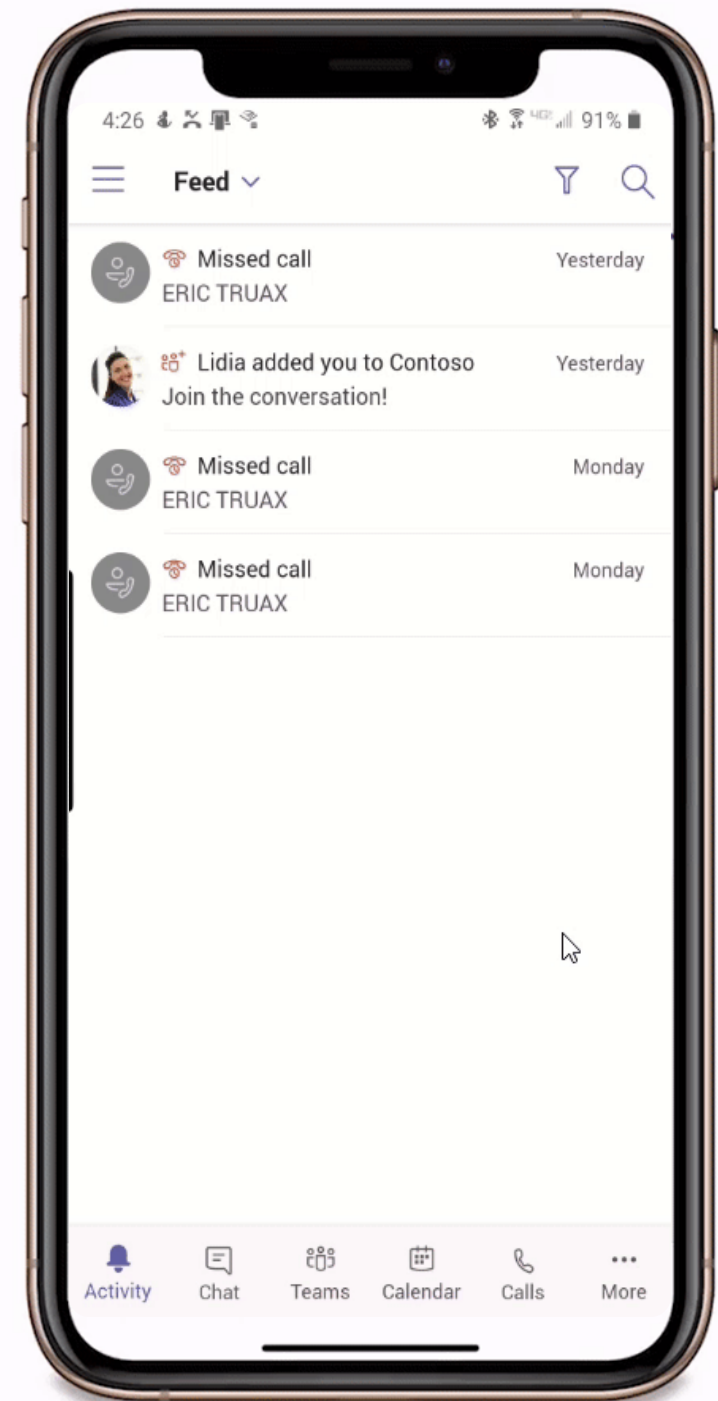 4:26 91%
Feed
Missed call Yesterday
ERIC TRUAX
Lidia added you to Contoso Yesterday
Join the conversation!
Missed call Monday
ERIC TRUAX
Missed call Monday
ERIC TRUAX
Activity Chat Teams Calendar Calls More